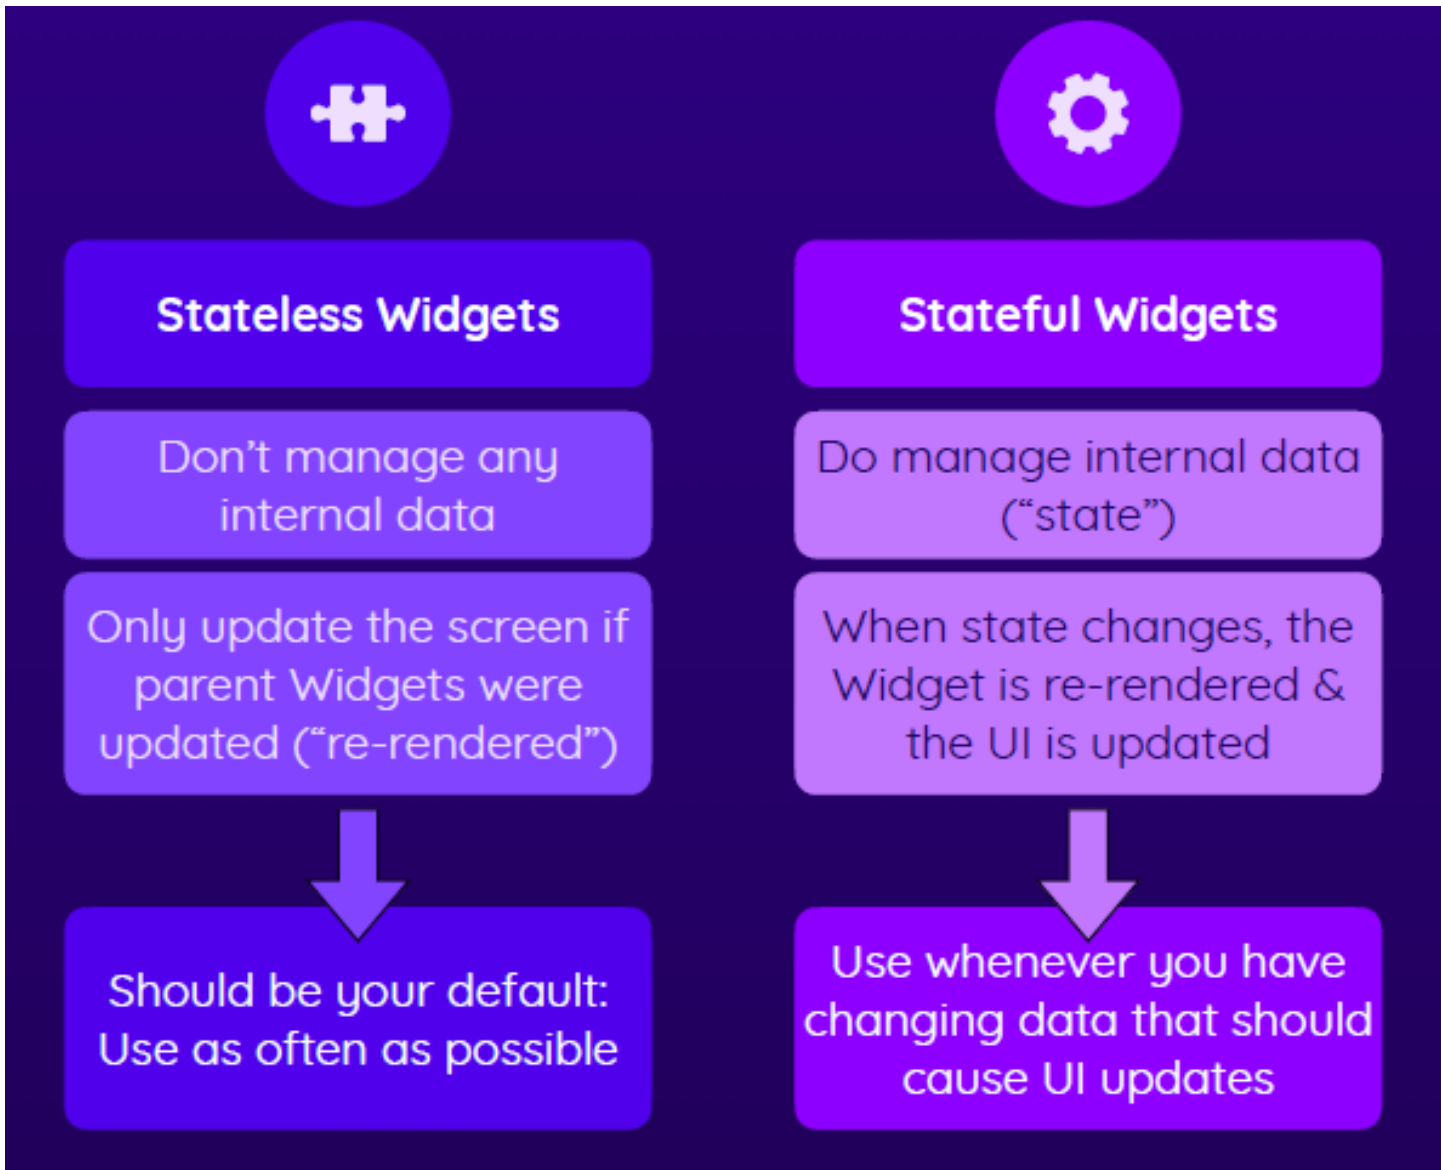 Stateless Widgets
Don’t manage any
internal data
Only update the screen if
parent Widgets were
updated (“re-rendered”)
Should be your default:
Use as often as possible
Stateful Widgets
Do manage internal data
(“state”)
When state changes, the
Widget is re-rendered &
the UI is updated
Use whenever you have
changing data that should
cause UI updates